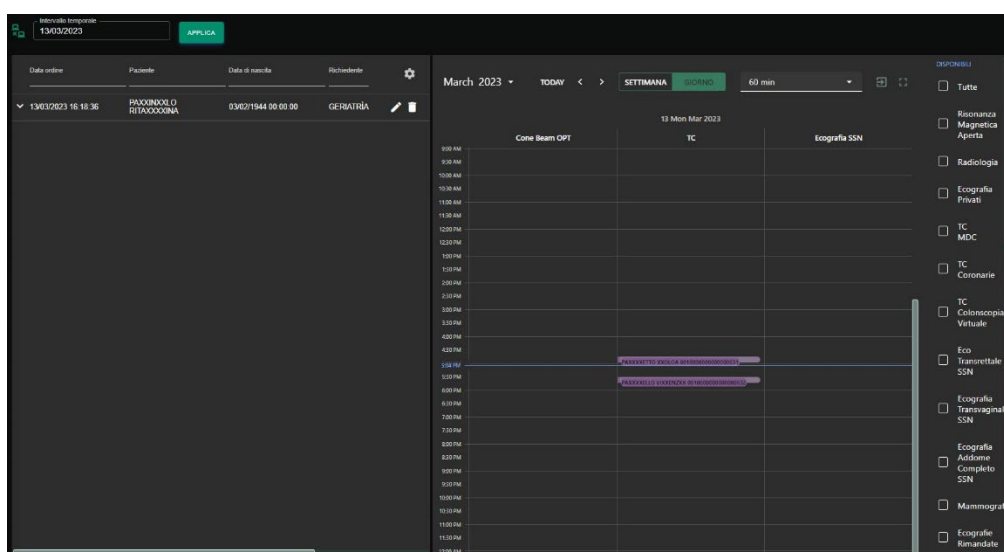 Intervallo temporale
13/03/2023
APPLICA
Data ordine Paziente Data di nascita Richiedente
13/03/2023 16:18:36 PAXXINXXLO RITAXXXXINA 03/02/1944 00:00:00 GERIATRÌA
March 2023 TODAY < > SETTIMANA GIORNO 60 min
13 Mon Mar 2023
Cone Beam OPT TC Ecografia SSN
9:00 AM
9:30 AM
10:00 AM
10:30 AM
11:00 AM
11:30 AM
12:00 PM
12:30 PM
1:00 PM
1:30 PM
2:00 PM
2:30 PM
3:00 PM
3:30 PM
4:00 PM
4:30 PM
5:04 PM
5:30 PM
6:00 PM
6:30 PM
7:00 PM
7:30 PM
8:00 PM
8:30 PM
9:00 PM
9:30 PM
10:00 PM
10:30 PM
11:00 PM
11:30 PM
DISPONIBILI
Tutte
Risonanza
Magnetica
Aperta
Radiologia
Ecografia
Privati
TC
MDC
TC
Coronarie
TC
Colonscopia
Virtuale
Eco
Transrettale
SSN
Ecografia
Transvaginal
SSN
Ecografia
Addome
Completo
SSN
Mammograf
Ecografie
Rimandate